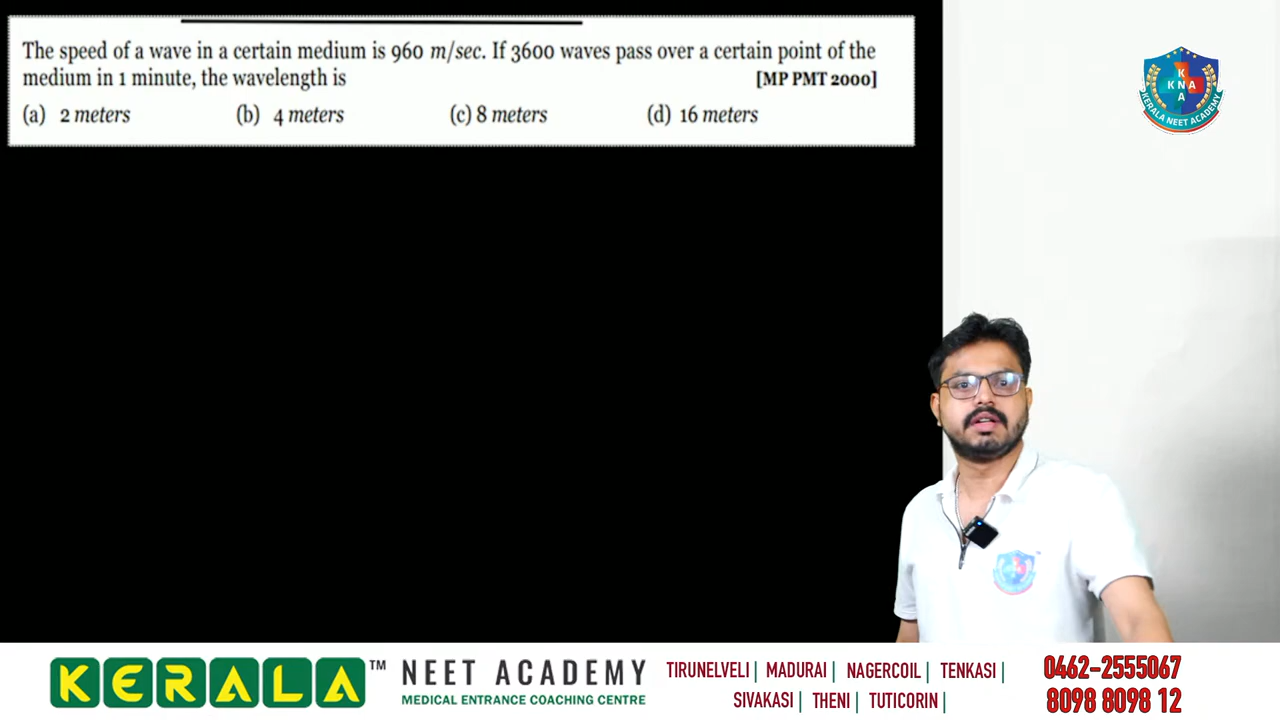 The speed of a wave in a certain medium is 960 m/sec. If 3600 waves pass over a certain point of the
medium in 1 minute, the wavelength is [MP PMT 2000]
(a) 2 meters (b) 4 meters (c) 8 meters (d) 16 meters
K
K N A
A
KERALA NEET ACADEMY
KERALA™ NEET ACADEMY
MEDICAL ENTRANCE COACHING CENTRE
TIRUNELVELI | MADURAI | NAGERCOIL | TENKASI |
SIVAKASI | THENI | TUTICORIN |
0462-2555067
8098 8098 12